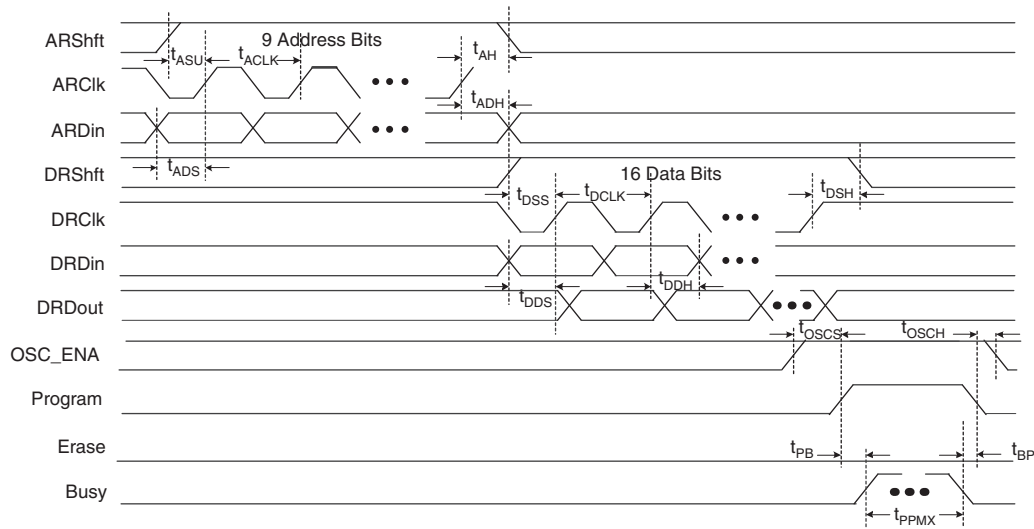 ARShft
9 Address Bits
tASU
tACLK
tAH
ARClk
tADH
ARDin
tADS
DRShft
16 Data Bits
tDSS
tDCLK
tDSH
DRClk
DRDin
tDDS
tDDH
DRDout
tOSCS
tOSCH
OSC_ENA
Program
Erase
tPB
tBP
Busy
tPPMX